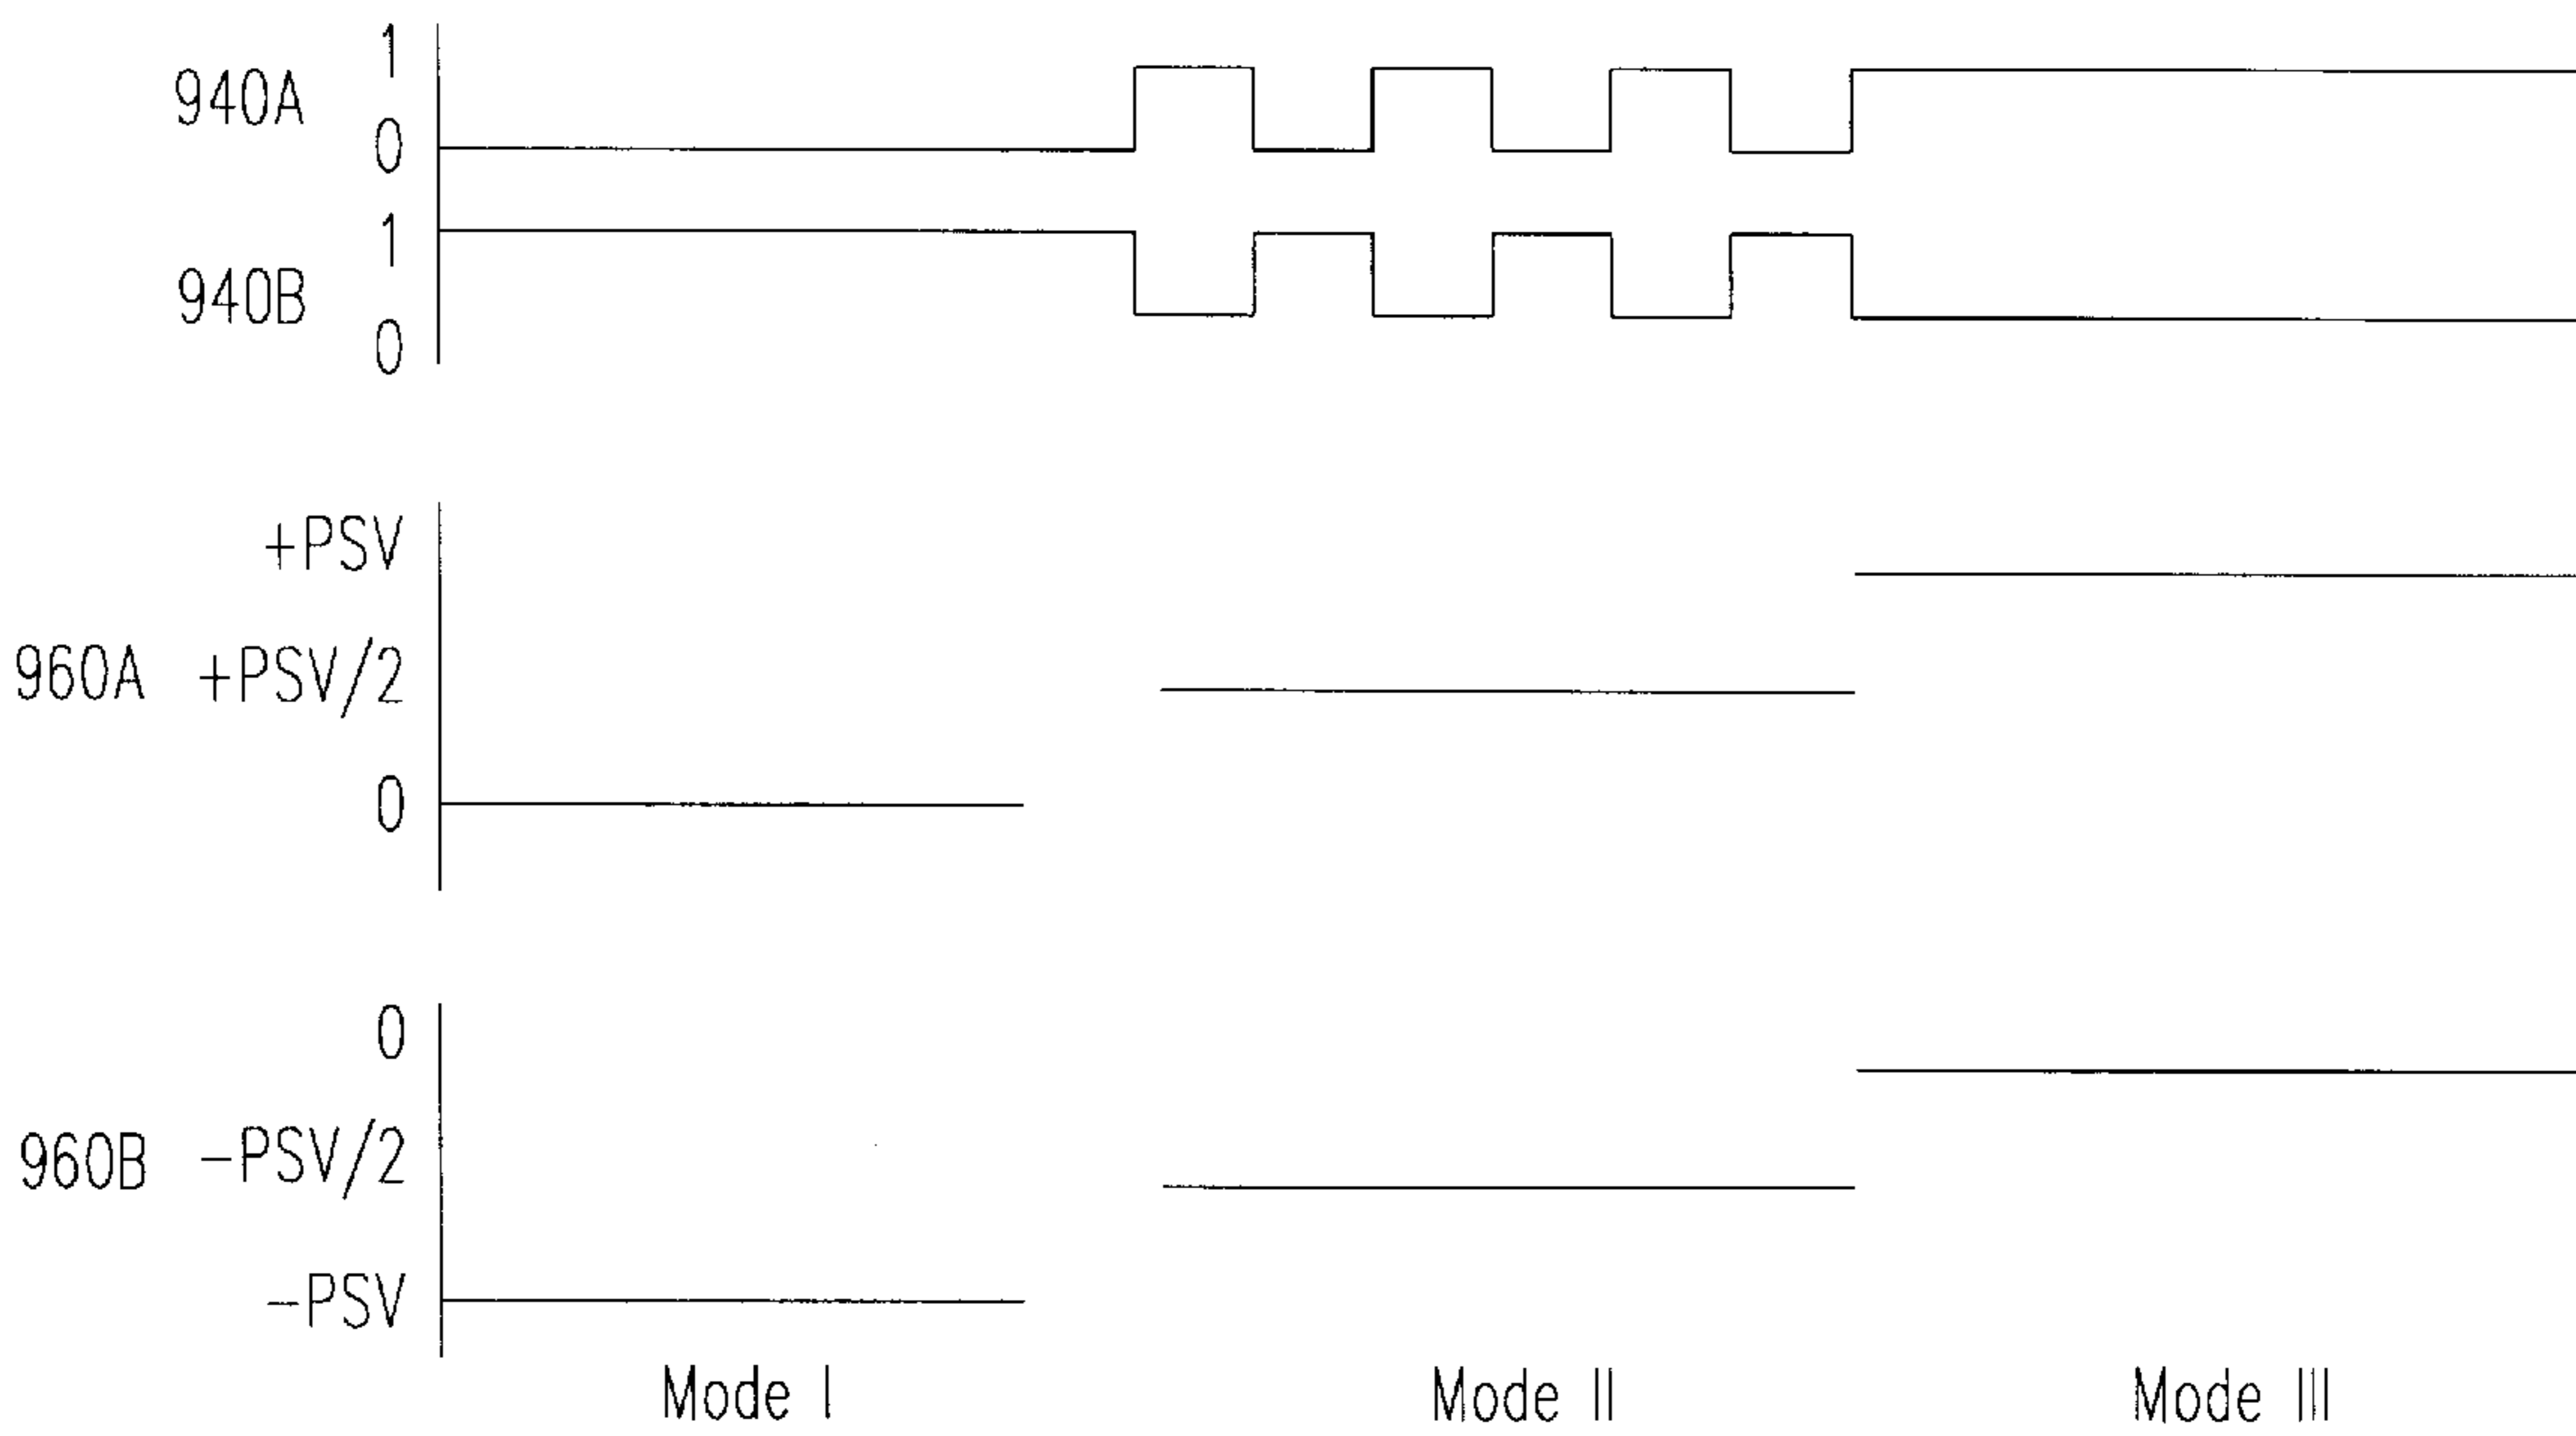 1
940A
0
1
940B
0
+PSV
960A +PSV/2
0
0
960B −PSV/2
−PSV
Mode I Mode II Mode III